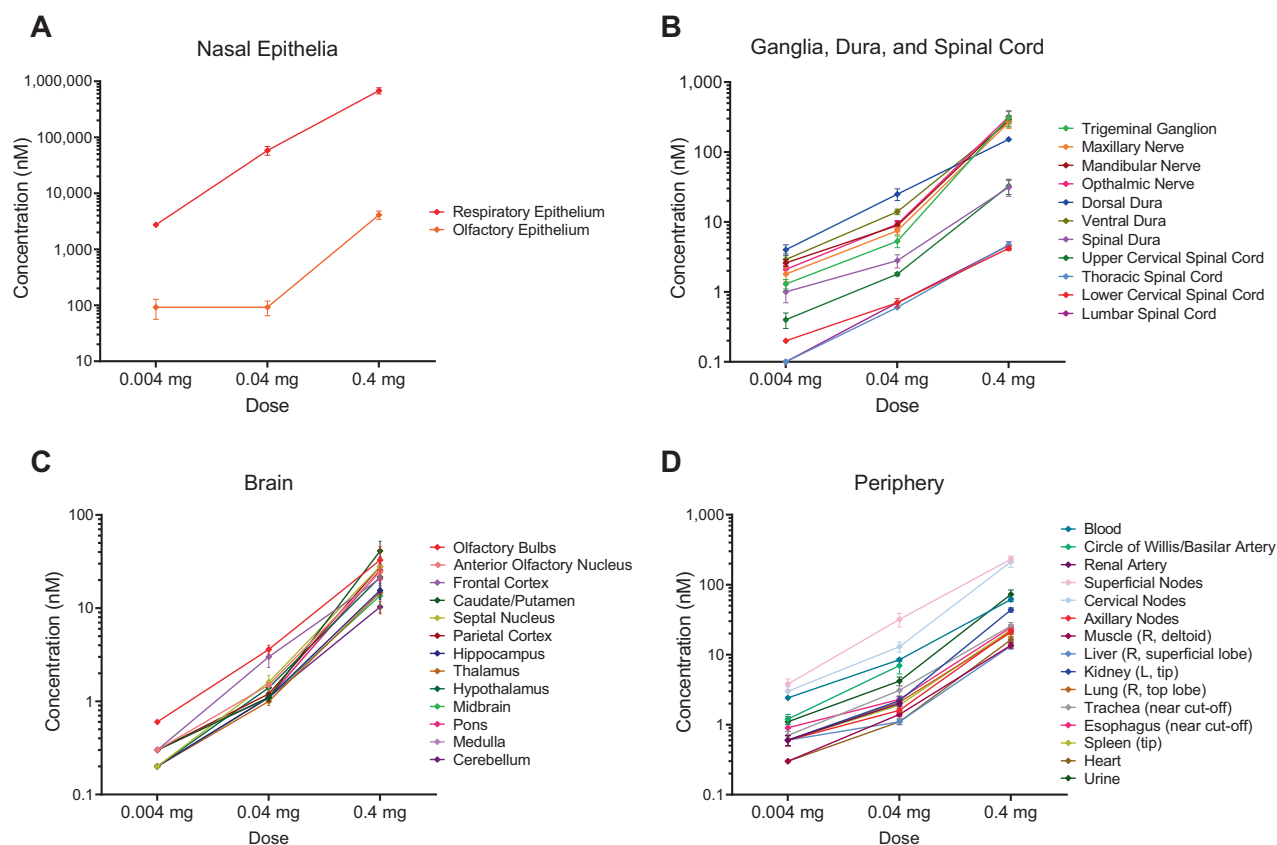 A
Nasal Epithelia
1,000,000
100,000
10,000
1,000
100
10
Concentration (nM)
0.004 mg
0.04 mg
0.4 mg
Dose
Respiratory Epithelium
Olfactory Epithelium
B
Ganglia, Dura, and Spinal Cord
1,000
100
10
1
0.1
Concentration (nM)
0.004 mg
0.04 mg
0.4 mg
Dose
Trigeminal Ganglion
Maxillary Nerve
Mandibular Nerve
Opthalmic Nerve
Dorsal Dura
Ventral Dura
Spinal Dura
Upper Cervical Spinal Cord
Thoracic Spinal Cord
Lower Cervical Spinal Cord
Lumbar Spinal Cord
C
Brain
100
10
1
0.1
Concentration (nM)
0.004 mg
0.04 mg
0.4 mg
Dose
Olfactory Bulbs
Anterior Olfactory Nucleus
Frontal Cortex
Caudate/Putamen
Septal Nucleus
Parietal Cortex
Hippocampus
Thalamus
Hypothalamus
Midbrain
Pons
Medulla
Cerebellum
D
Periphery
1,000
100
10
1
0.1
Concentration (nM)
0.004 mg
0.04 mg
0.4 mg
Dose
Blood
Circle of Willis/Basilar Artery
Renal Artery
Superficial Nodes
Cervical Nodes
Axillary Nodes
Muscle (R, deltoid)
Liver (R, superficial lobe)
Kidney (L, tip)
Lung (R, top lobe)
Trachea (near cut-off)
Esophagus (near cut-off)
Spleen (tip)
Heart
Urine